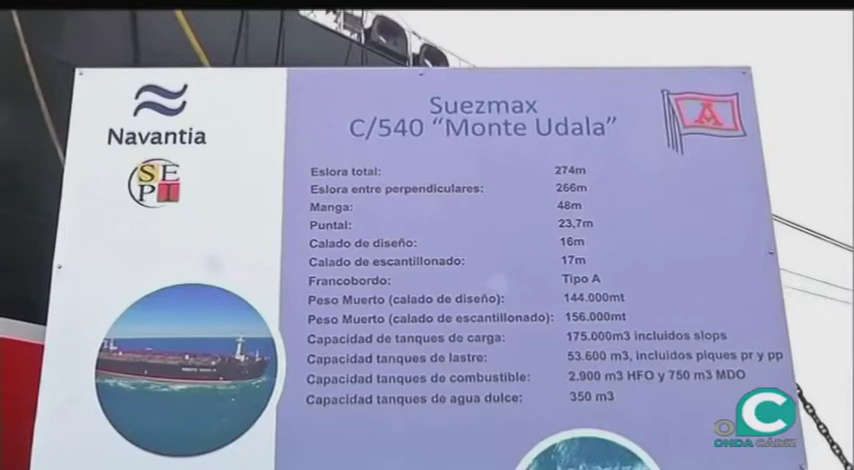 Navantia
SEPI
Suezmax
C/540 “Monte Udala”
A
Eslora total: 274m
Eslora entre perpendiculares: 266m
Manga: 48m
Puntal: 23,7m
Calado de diseño: 16m
Calado de escantillonado: 17m
Francobordo: Tipo A
Peso Muerto (calado de diseño): 144.000mt
Peso Muerto (calado de escantillonado): 156.000mt
Capacidad de tanques de carga: 175.000m3 incluidos slops
Capacidad tanques de lastre: 53.600 m3, incluidos piques pr y pp
Capacidad tanques de combustible: 2.900 m3 HFO y 750 m3 MDO
Capacidad tanques de agua dulce: 350 m3
OC
ONDA CÁDIZ